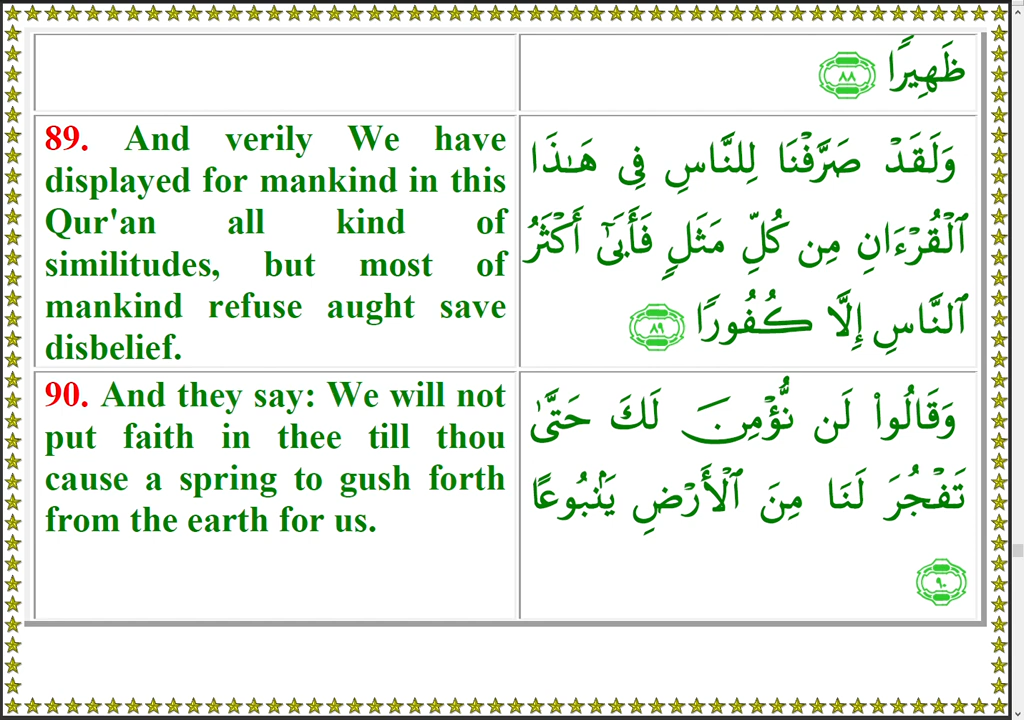 ظَهِيرًا ٨٨
89. And verily We have
displayed for mankind in this
Qur'an all kind of
similitudes, but most of
mankind refuse aught save
disbelief.
وَلَقَدْ صَرَّفْنَا لِلنَّاسِ فِى هَـٰذَا
ٱلْقُرْءَانِ مِن كُلِّ مَثَلٍ فَأَبَىٰٓ أَكْثَرُ
ٱلنَّاسِ إِلَّا كُفُورًا ٨٩
90. And they say: We will not
put faith in thee till thou
cause a spring to gush forth
from the earth for us.
وَقَالُوا۟ لَن نُّؤْمِنَ لَكَ حَتَّىٰ
تَفْجُرَ لَنَا مِنَ ٱلْأَرْضِ يَنۢبُوعًا
٩٠